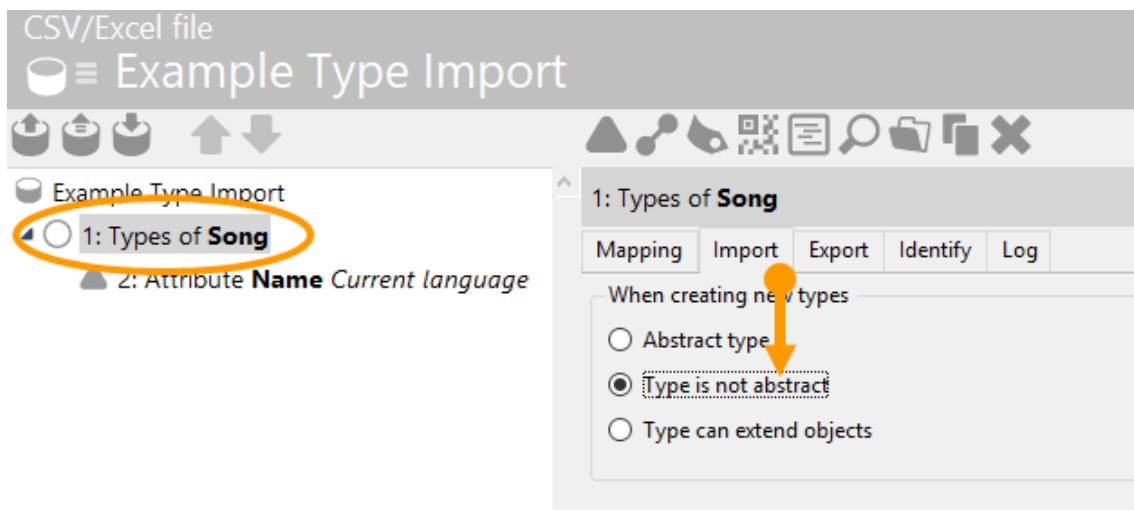 CSV/Excel file
Example Type Import
Example Type Import
1: Types of Song
2: Attribute Name Current language
1: Types of Song
Mapping Import Export Identify Log
When creating new types
Abstract type
Type is not abstract
Type can extend objects